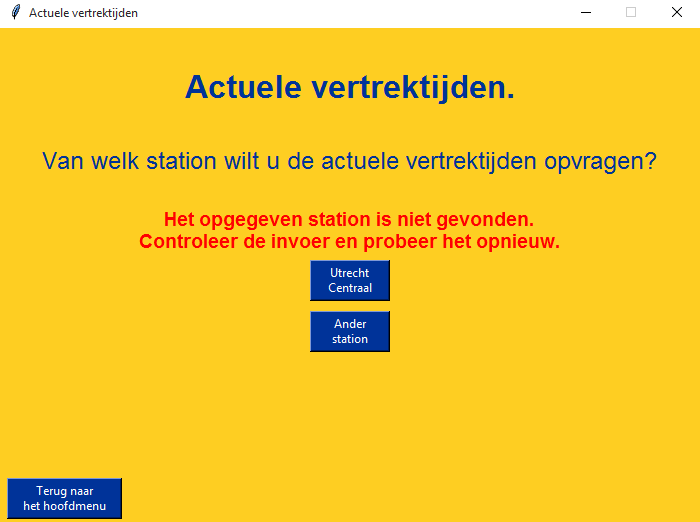 Actuele vertrektijden
Actuele vertrektijden.
Van welk station wilt u de actuele vertrektijden opvragen?
Het opgegeven station is niet gevonden.
Controleer de invoer en probeer het opnieuw.
Utrecht
Centraal
Ander
station
Terug naar
het hoofdmenu